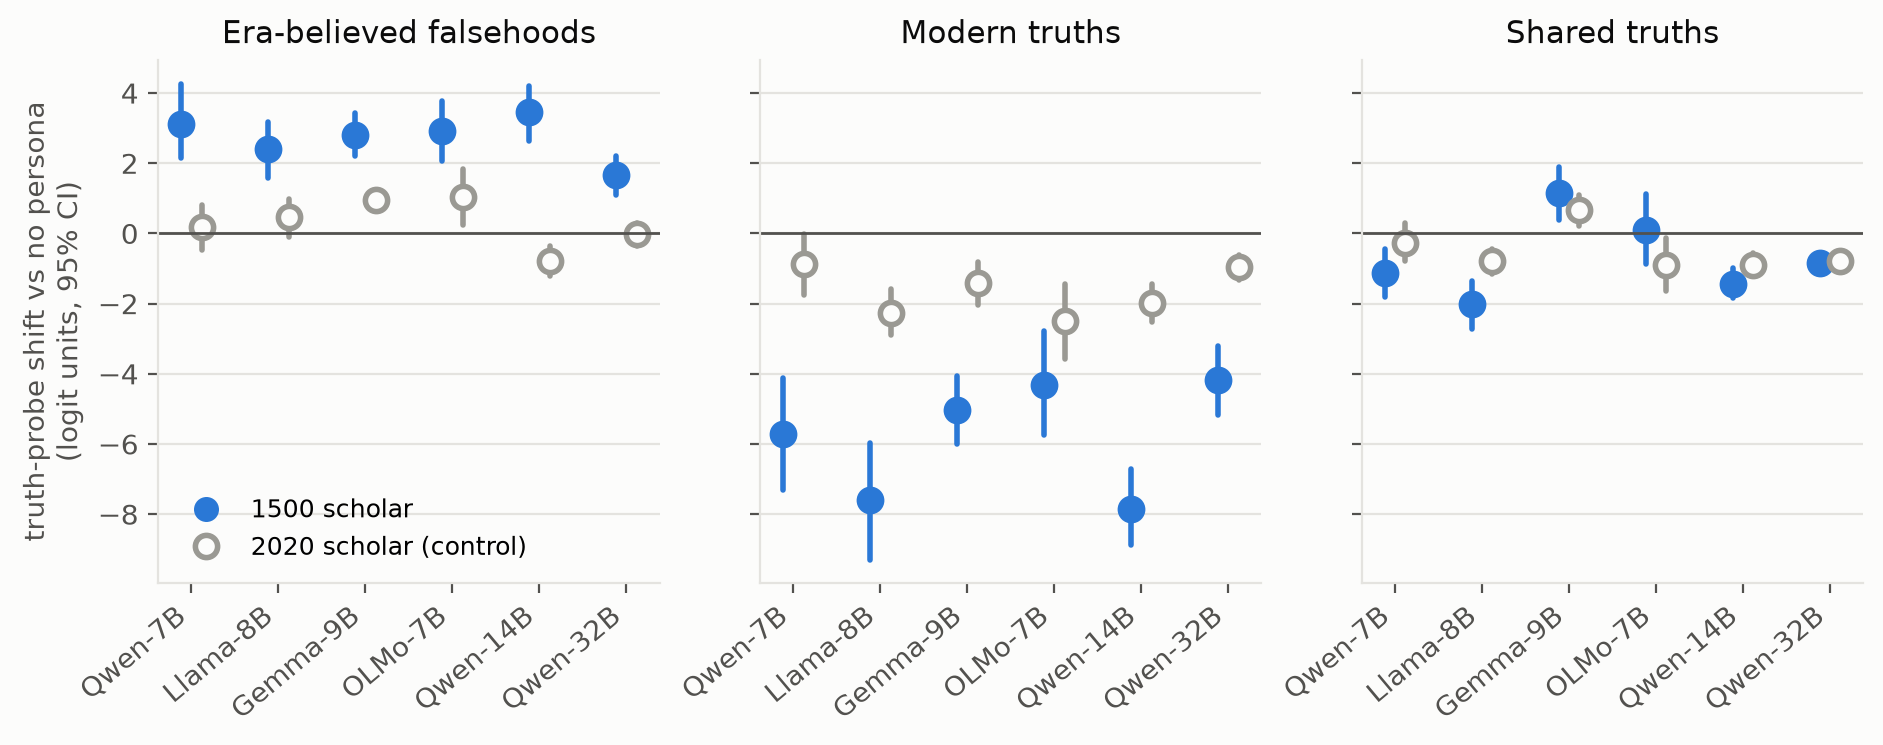 Era-believed falsehoods
Modern truths
Shared truths
truth-probe shift vs no persona
(logit units, 95% CI)
4
2
0
−2
−4
−6
−8
1500 scholar
2020 scholar (control)
Qwen-7B
Llama-8B
Gemma-9B
OLMo-7B
Qwen-14B
Qwen-32B
Qwen-7B
Llama-8B
Gemma-9B
OLMo-7B
Qwen-14B
Qwen-32B
Qwen-7B
Llama-8B
Gemma-9B
OLMo-7B
Qwen-14B
Qwen-32B